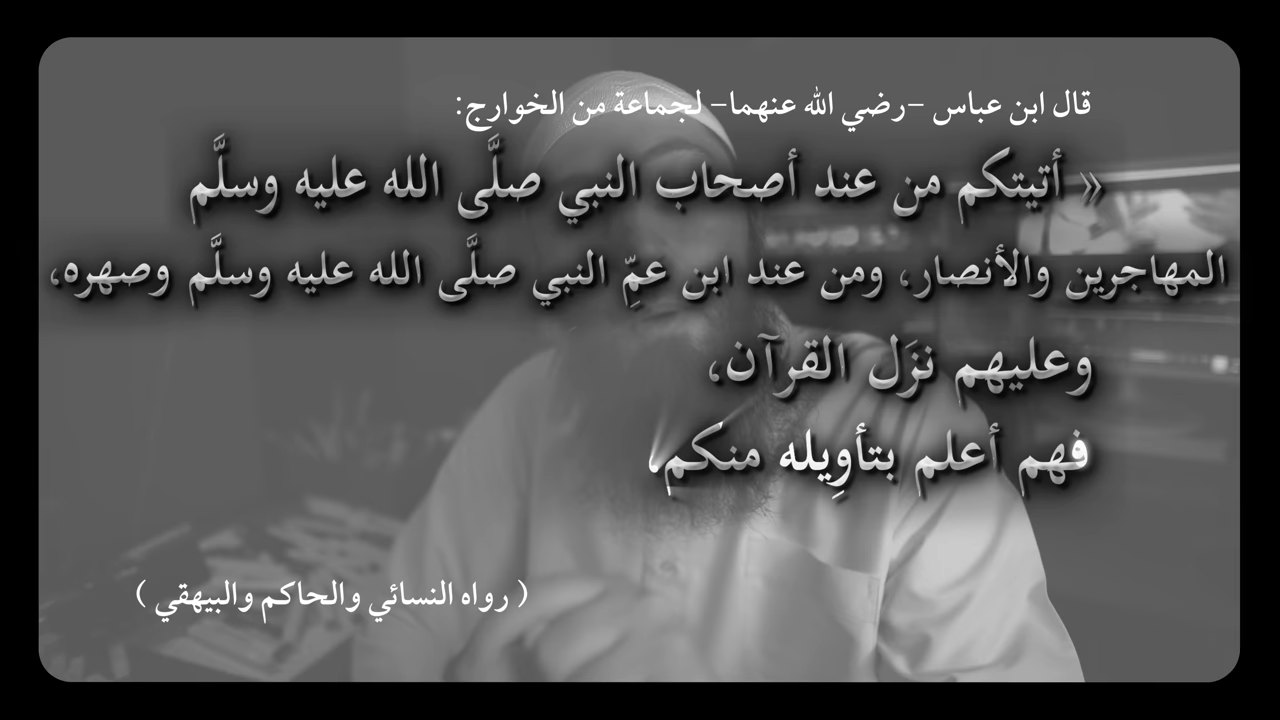 قال ابن عباس -رضي الله عنهما- لجماعة من الخوارج:
« أتيتكم من عند أصحاب النبي صلَّى الله عليه وسلَّم
المهاجرين والأنصار، ومن عند ابن عمِّ النبي صلَّى الله عليه وسلَّم وصهره،
وعليهم نزَل القرآن،
فهم أعلم بتأوِيله منكم،
( رواه النسائي والحاكم والبيهقي )